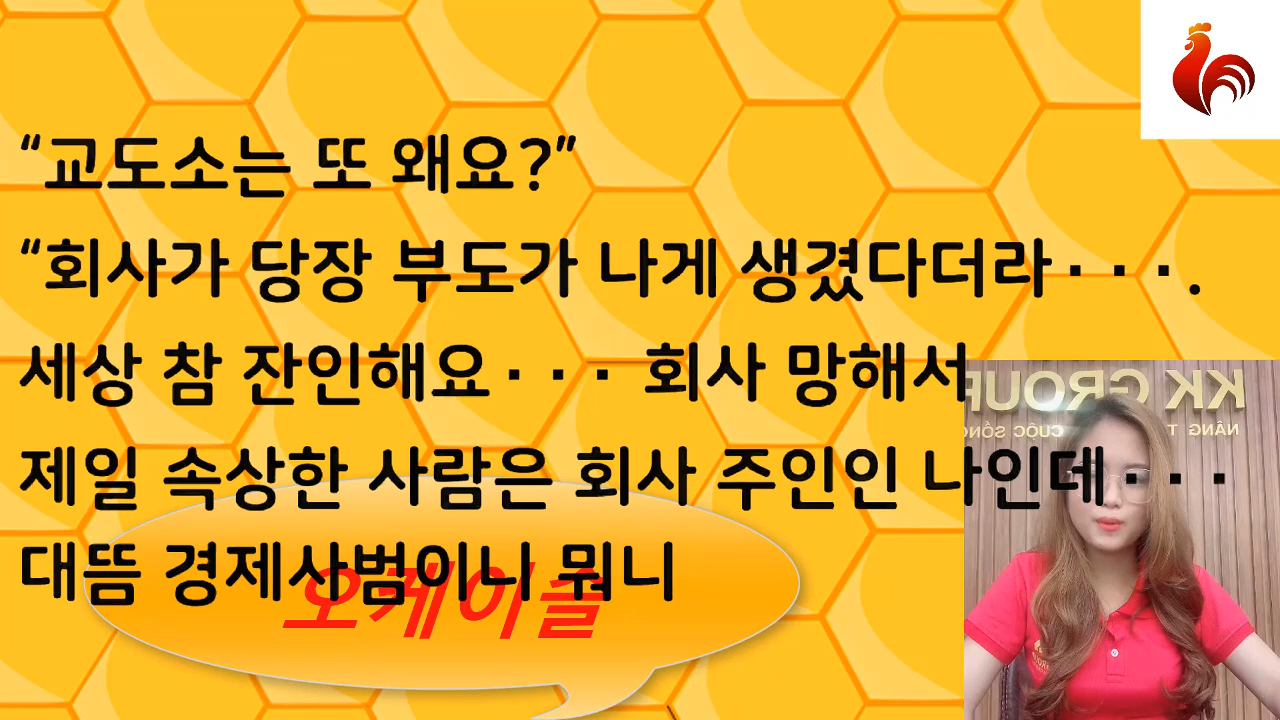 “교도소는 또 왜요?”
“회사가 당장 부도가 나게 생겼다더라···.
세상 참 잔인해요··· 회사 망해서
제일 속상한 사람은 회사 주인인 나인데···
대뜸 경제사범이니 뭐니
오케이솔
KK GROUP
NÂNG T CUỘC SỐNG